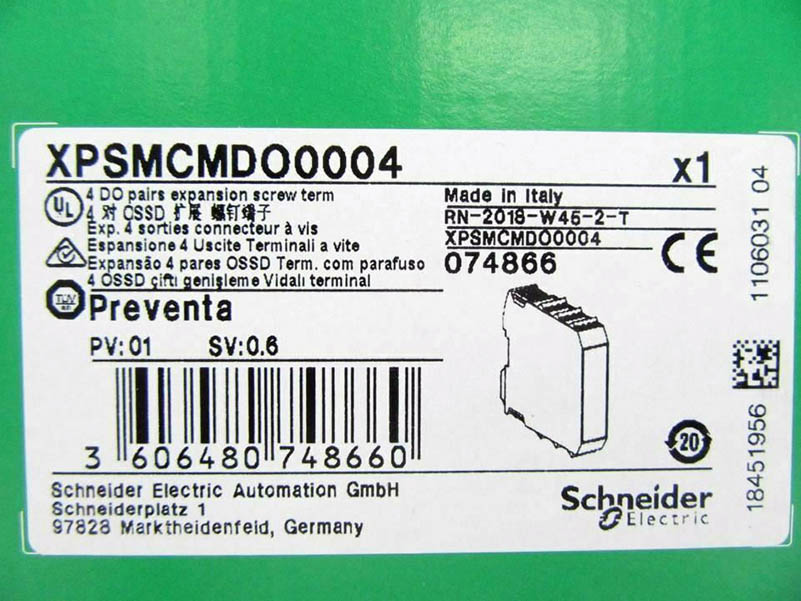 XPSMCMDO0004 x1
UL
4 DO pairs expansion screw term
4 对 OSSD 扩展 螺钉端子
Exp. 4 sorties connecteur à vis
Espansione 4 Uscite Terminali a vite
Expansão 4 pares OSSD Term. com parafuso
4 OSSD çifti genişleme Vidalı terminal
Made in Italy
RN-2018-W46-2-T
XPSMCMDO0004
074866
CE
TÜV
Preventa
PV:01 SV:0.6
3 606480 748660
20
Schneider Electric Automation GmbH
Schneiderplatz 1
97828 Marktheidenfeld, Germany
Schneider
Electric
1106031 04
18451956